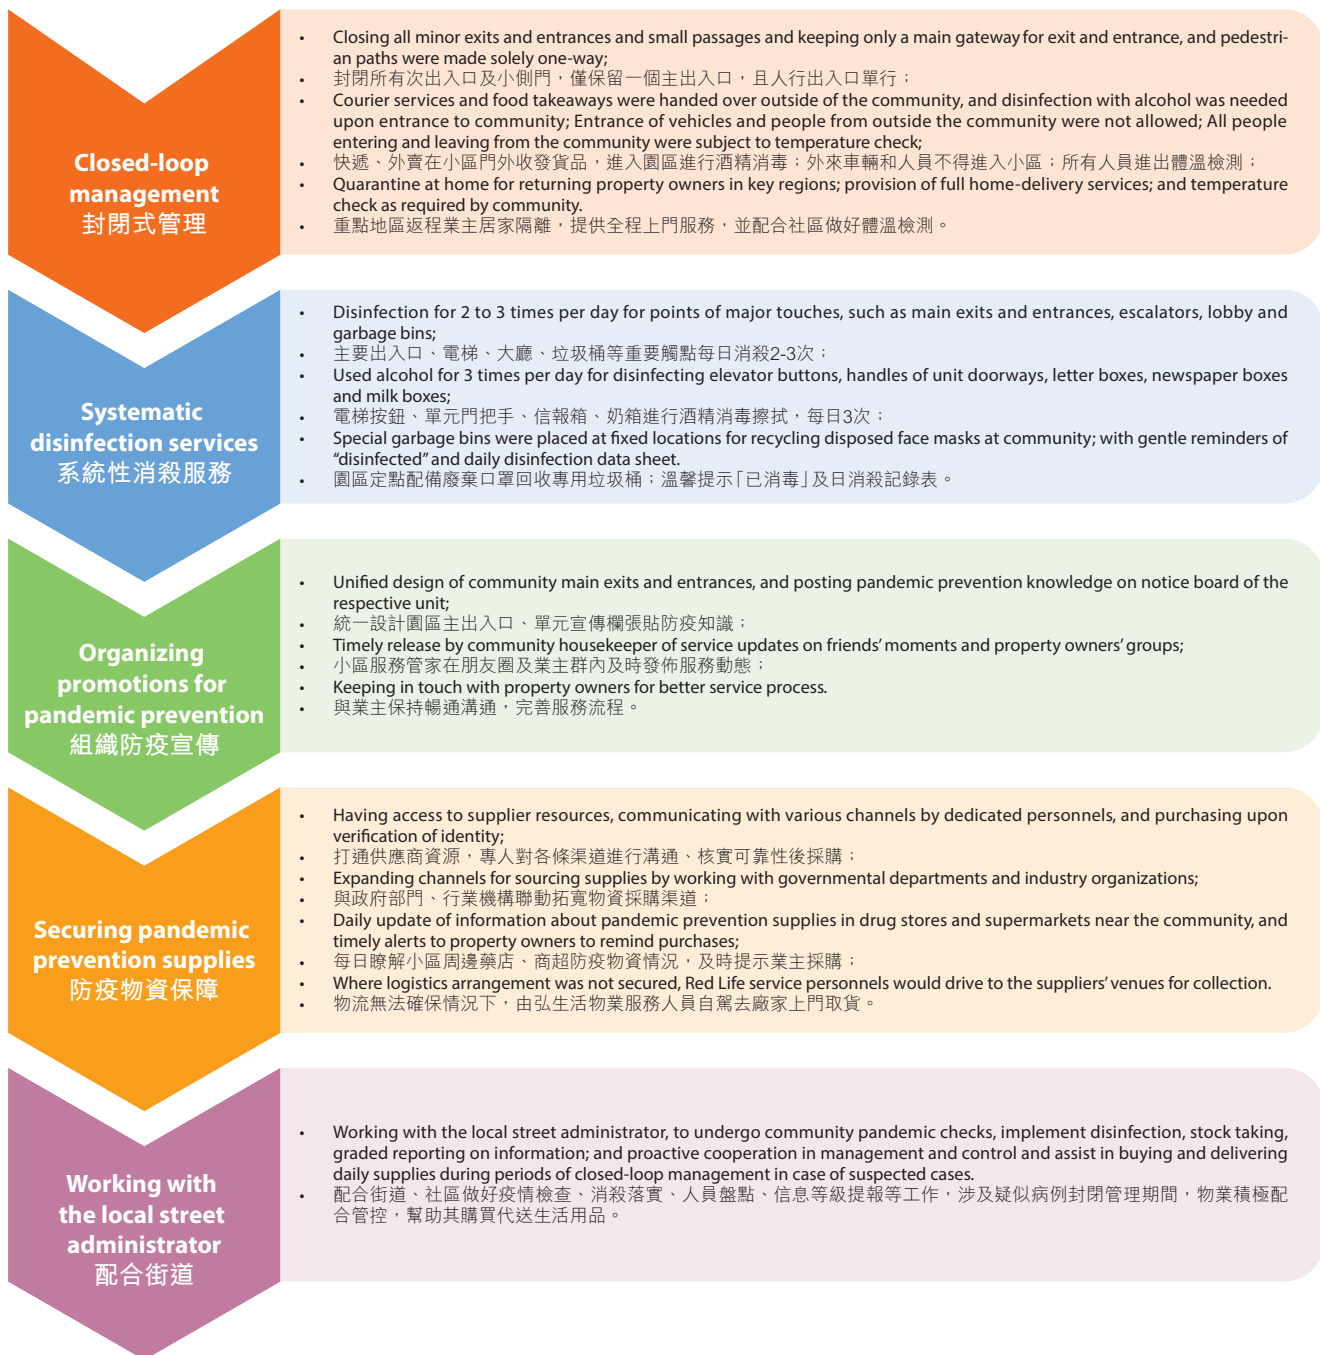 Closed-loop
management
封閉式管理
• Closing all minor exits and entrances and small passages and keeping only a main gateway for exit and entrance, and pedestri-
an paths were made solely one-way;
• 封閉所有次出入口及小側門，僅保留一個主出入口，且人行出入口單行；
• Courier services and food takeaways were handed over outside of the community, and disinfection with alcohol was needed
upon entrance to community; Entrance of vehicles and people from outside the community were not allowed; All people
entering and leaving from the community were subject to temperature check;
• 快遞、外賣在小區門外收發貨品，進入園區進行酒精消毒；外來車輛和人員不得進入小區；所有人員進出體溫檢測；
• Quarantine at home for returning property owners in key regions; provision of full home-delivery services; and temperature
check as required by community.
• 重點地區返程業主居家隔離，提供全程上門服務，並配合社區做好體溫檢測。
Systematic
disinfection services
系統性消殺服務
• Disinfection for 2 to 3 times per day for points of major touches, such as main exits and entrances, escalators, lobby and
garbage bins;
• 主要出入口、電梯、大廳、垃圾桶等重要觸點每日消殺2-3次；
• Used alcohol for 3 times per day for disinfecting elevator buttons, handles of unit doorways, letter boxes, newspaper boxes
and milk boxes;
• 電梯按鈕、單元門把手、信報箱、奶箱進行酒精消毒擦拭，每日3次；
• Special garbage bins were placed at fixed locations for recycling disposed face masks at community; with gentle reminders of
“disinfected” and daily disinfection data sheet.
• 園區定點配備廢棄口罩回收專用垃圾桶；溫馨提示「已消毒」及日消殺記錄表。
Organizing
promotions for
pandemic prevention
組織防疫宣傳
• Unified design of community main exits and entrances, and posting pandemic prevention knowledge on notice board of the
respective unit;
• 統一設計園區主出入口、單元宣傳欄張貼防疫知識；
• Timely release by community housekeeper of service updates on friends’ moments and property owners’ groups;
• 小區服務管家在朋友圈及業主群內及時發佈服務動態；
• Keeping in touch with property owners for better service process.
• 與業主保持暢通溝通，完善服務流程。
Securing pandemic
prevention supplies
防疫物資保障
• Having access to supplier resources, communicating with various channels by dedicated personnels, and purchasing upon
verification of identity;
• 打通供應商資源，專人對各條渠道進行溝通、核實可靠性後採購；
• Expanding channels for sourcing supplies by working with governmental departments and industry organizations;
• 與政府部門、行業機構聯動拓寬物資採購渠道；
• Daily update of information about pandemic prevention supplies in drug stores and supermarkets near the community, and
timely alerts to property owners to remind purchases;
• 每日瞭解小區周邊藥店、商超防疫物資情況，及時提示業主採購；
• Where logistics arrangement was not secured, Red Life service personnels would drive to the suppliers’ venues for collection.
• 物流無法確保情況下，由弘生活物業服務人員自駕去廠家上門取貨。
Working with
the local street
administrator
配合街道
• Working with the local street administrator, to undergo community pandemic checks, implement disinfection, stock taking,
graded reporting on information; and proactive cooperation in management and control and assist in buying and delivering
daily supplies during periods of closed-loop management in case of suspected cases.
• 配合街道、社區做好疫情檢查、消殺落實、人員盤點、信息等級提報等工作，涉及疑似病例封閉管理期間，物業積極配
合管控，幫助其購買代送生活用品。